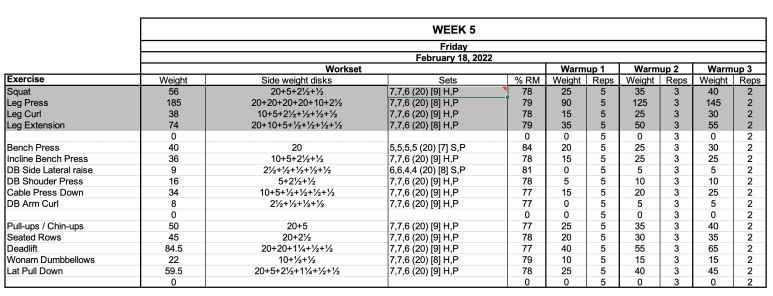 WEEK 5
Friday
February 18, 2022
Workset Warmup 1 Warmup 2 Warmup 3
Exercise Weight Side weight disks Sets % RM Weight Reps Weight Reps Weight Reps
Squat 56 20+5+2½+½ 7,7,6 (20) [9] H,P 78 25 5 35 3 40 2
Leg Press 185 20+20+20+20+10+2½ 7,7,6 (20) [8] H,P 79 90 5 125 3 145 2
Leg Curl 38 10+5+2½+½+½ 7,7,6 (20) [9] H,P 78 15 5 25 3 30 2
Leg Extension 74 20+10+5+½+½+½+½ 7,7,6 (20) [8] H,P 79 35 5 50 3 55 2
0 0 5 0 3 0 2
Bench Press 40 20 5,5,5,5 (20) [7] S,P 84 20 5 25 3 30 2
Incline Bench Press 36 10+5+2½+½ 7,7,6 (20) [9] H,P 78 15 5 25 3 25 2
DB Side Lateral raise 9 2½+½+½+½+½ 6,6,4,4 (20) [8] S,P 81 0 5 5 3 5 2
DB Shouder Press 16 5+2½+½ 7,7,6 (20) [9] H,P 78 5 5 10 3 10 2
Cable Press Down 34 10+5+½+½+½+½ 7,7,6 (20) [9] H,P 77 15 5 20 3 25 2
DB Arm Curl 8 2½+½+½+½ 7,7,6 (20) [9] H,P 77 0 5 5 3 5 2
0 0 5 0 3 0 2
Pull-ups / Chin-ups 50 20+5 7,7,6 (20) [9] H,P 77 25 5 35 3 40 2
Seated Rows 45 20+2½ 7,7,6 (20) [9] H,P 78 20 5 30 3 35 2
Deadlift 84.5 20+20+1¼+½+½ 7,7,6 (20) [9] H,P 77 40 5 55 3 65 2
Wonam Dumbbellows 22 10+½+½ 7,7,6 (20) [8] H,P 79 10 5 15 3 15 2
Lat Pull Down 59.5 20+5+2½+1¼+½+½ 7,7,6 (20) [9] H,P 78 25 5 40 3 45 2
0 0 5 0 3 0 2